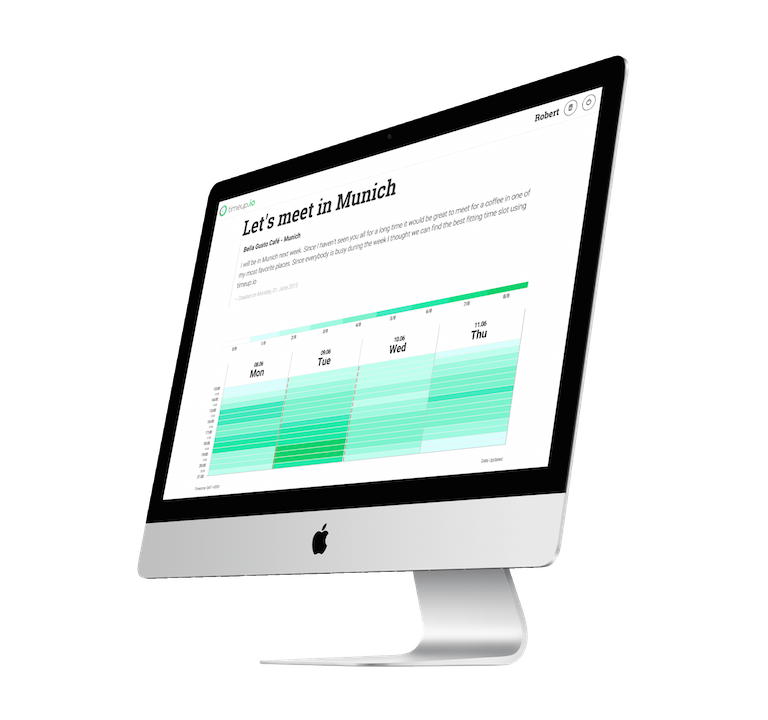 timeup.io
Robert
Let's meet in Munich
Bella Gusto Café - Munich
I will be in Munich next week. Since I haven't seen you all for a long time it would be great to meet for a coffee in one of
my most favorite places. Since everybody is busy during the week I thought we can find the best fitting time slot using
timeup.io
Created on Monday, 01. June 2015
0/8 1/8 2/8 3/8 4/8 5/8 6/8 7/8 8/8
08.06 09.06 10.06 11.06
Mon Tue Wed Thu
Data Updated